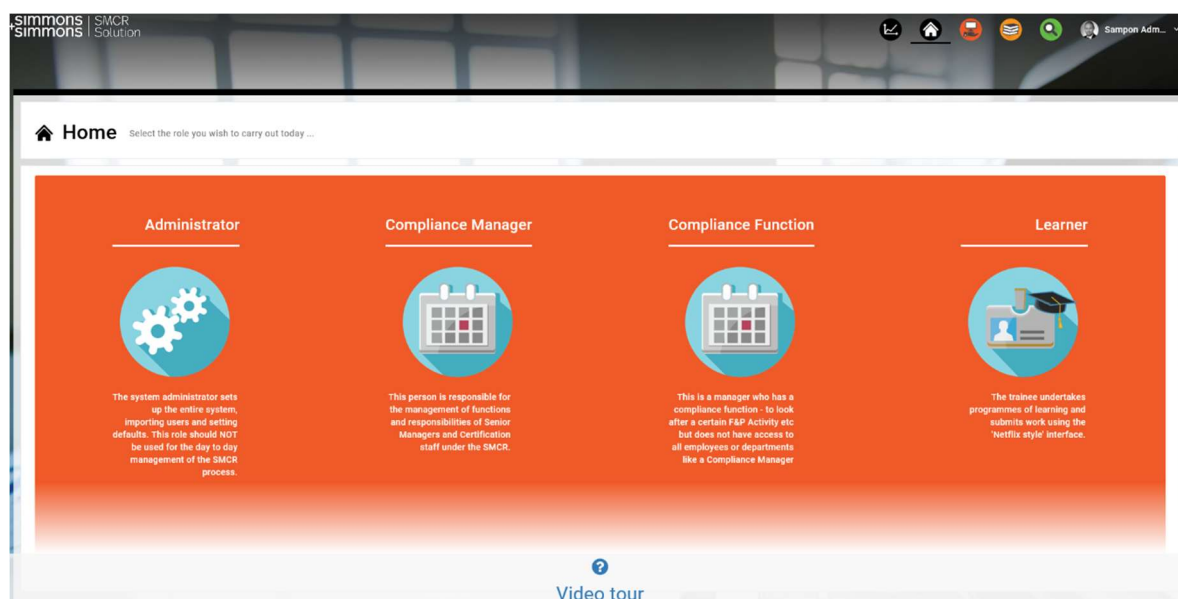 simmons | SMCR
+simmons | Solution
Sampon Adm...
Home
Select the role you wish to carry out today ...
Administrator
The system administrator sets
up the entire system,
importing users and setting
defaults. This role should NOT
be used for the day to day
management of the SMCR
process.
Compliance Manager
This person is responsible for
the management of functions
and responsibilities of Senior
Managers and Certification
staff under the SMCR.
Compliance Function
This is a manager who has a
compliance function - to look
after a certain F&P Activity etc
but does not have access to
all employees or departments
like a Compliance Manager
Learner
The trainee undertakes
programmes of learning and
submits work using the
'Netflix style' interface.
?
Video tour